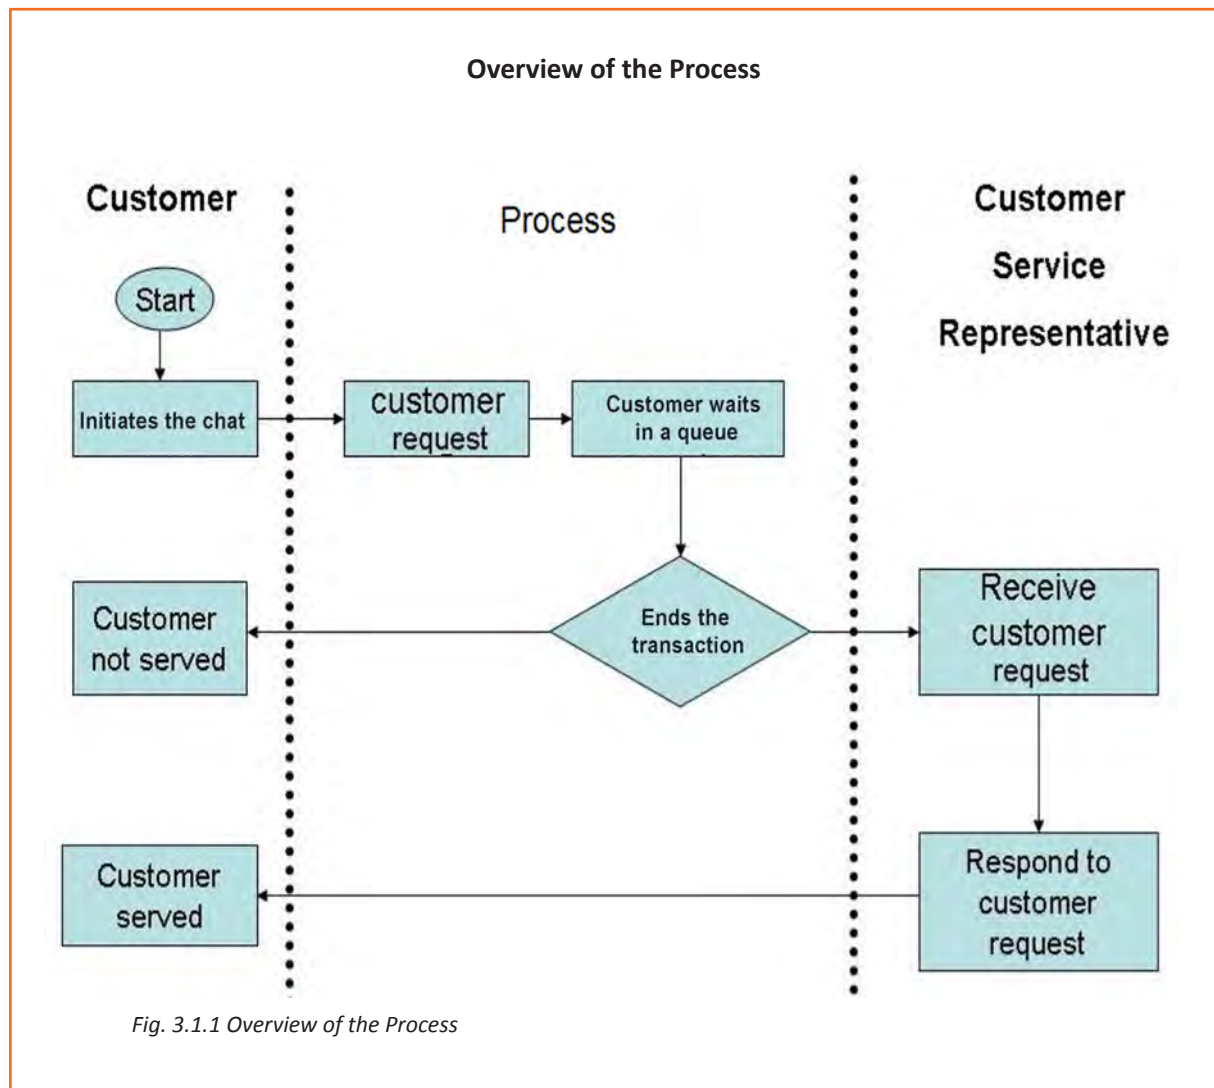 Overview of the Process
Customer
Process
Customer
Service
Representative
Start
Initiates the chat
customer
request
Customer waits
in a queue
Ends the
transaction
Customer
not served
Receive
customer
request
Customer
served
Respond to
customer
request
Fig. 3.1.1 Overview of the Process